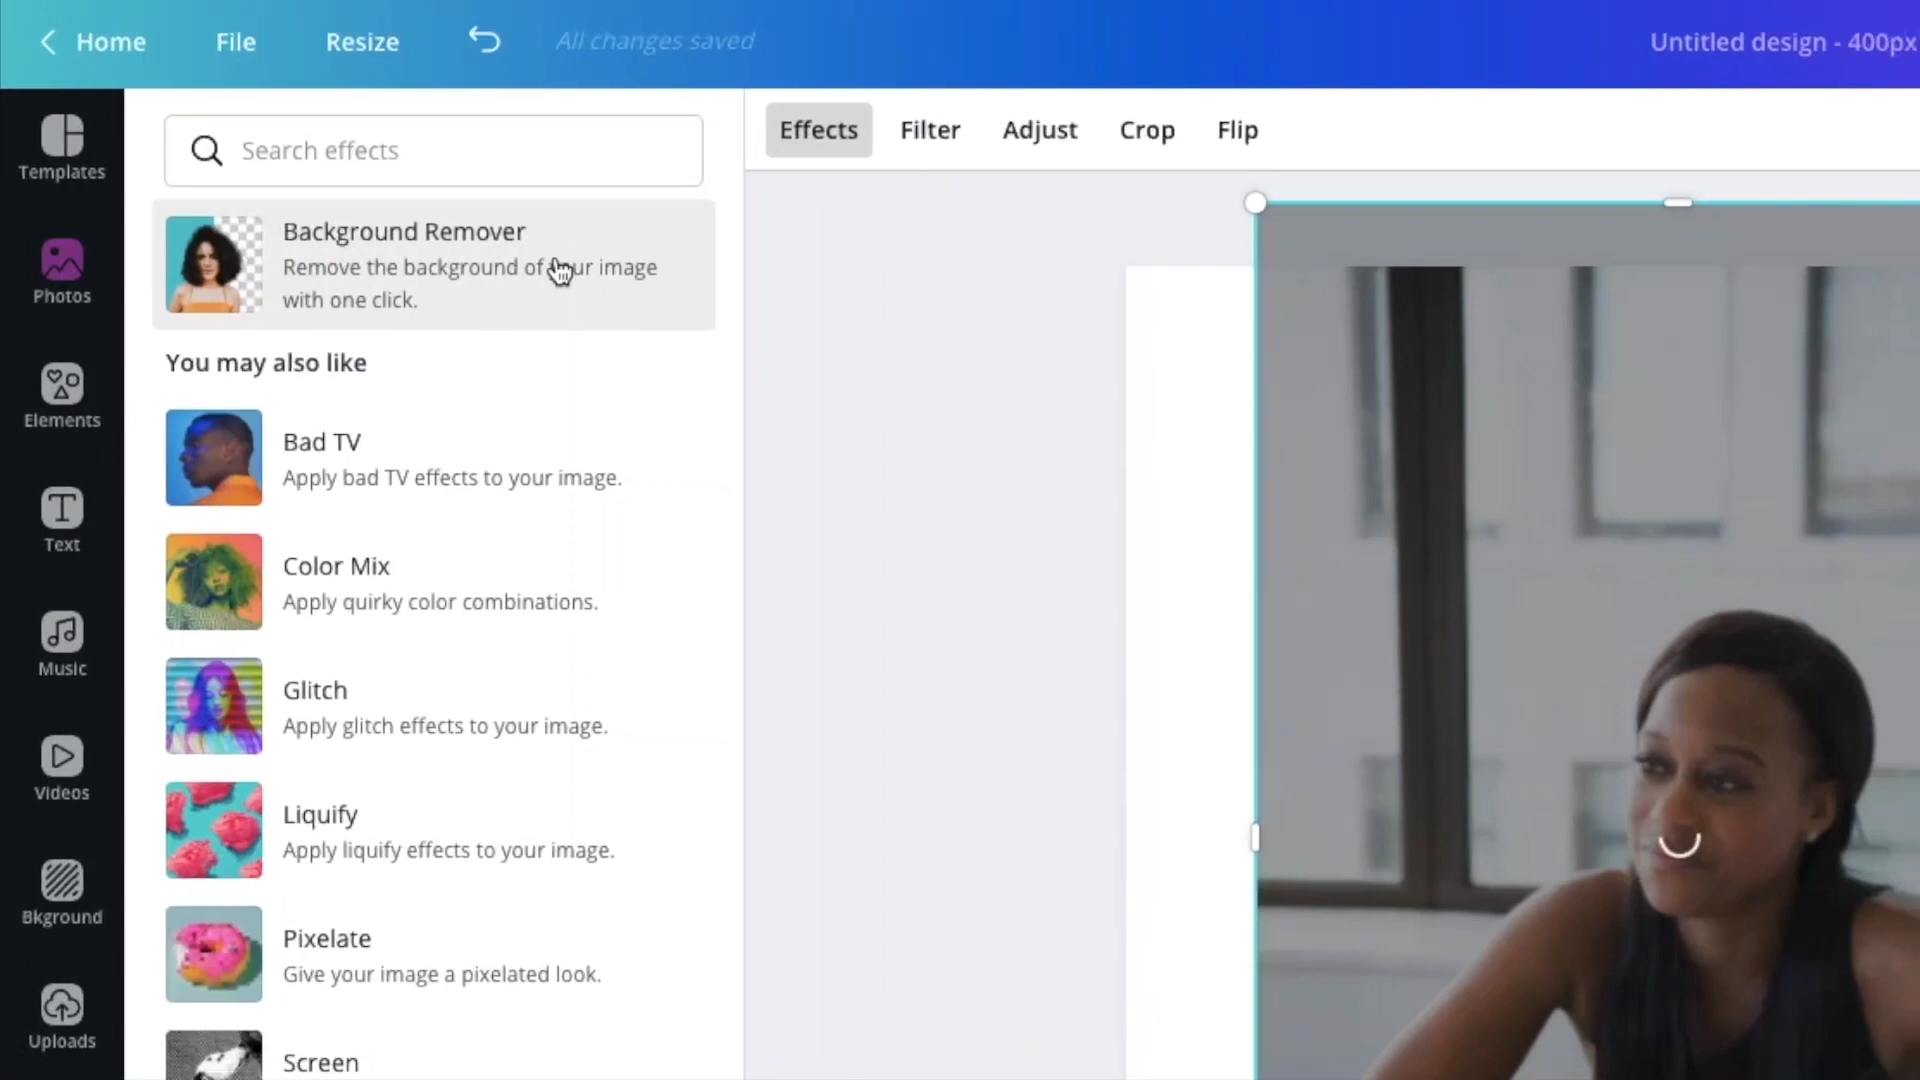 Home File Resize All changes saved Untitled design - 400px
Templates
Photos
Elements
Text
Music
Videos
Bkground
Uploads
Search effects
Background Remover
Remove the background of your image
with one click.
You may also like
Bad TV
Apply bad TV effects to your image.
Color Mix
Apply quirky color combinations.
Glitch
Apply glitch effects to your image.
Liquify
Apply liquify effects to your image.
Pixelate
Give your image a pixelated look.
Screen
Effects Filter Adjust Crop Flip